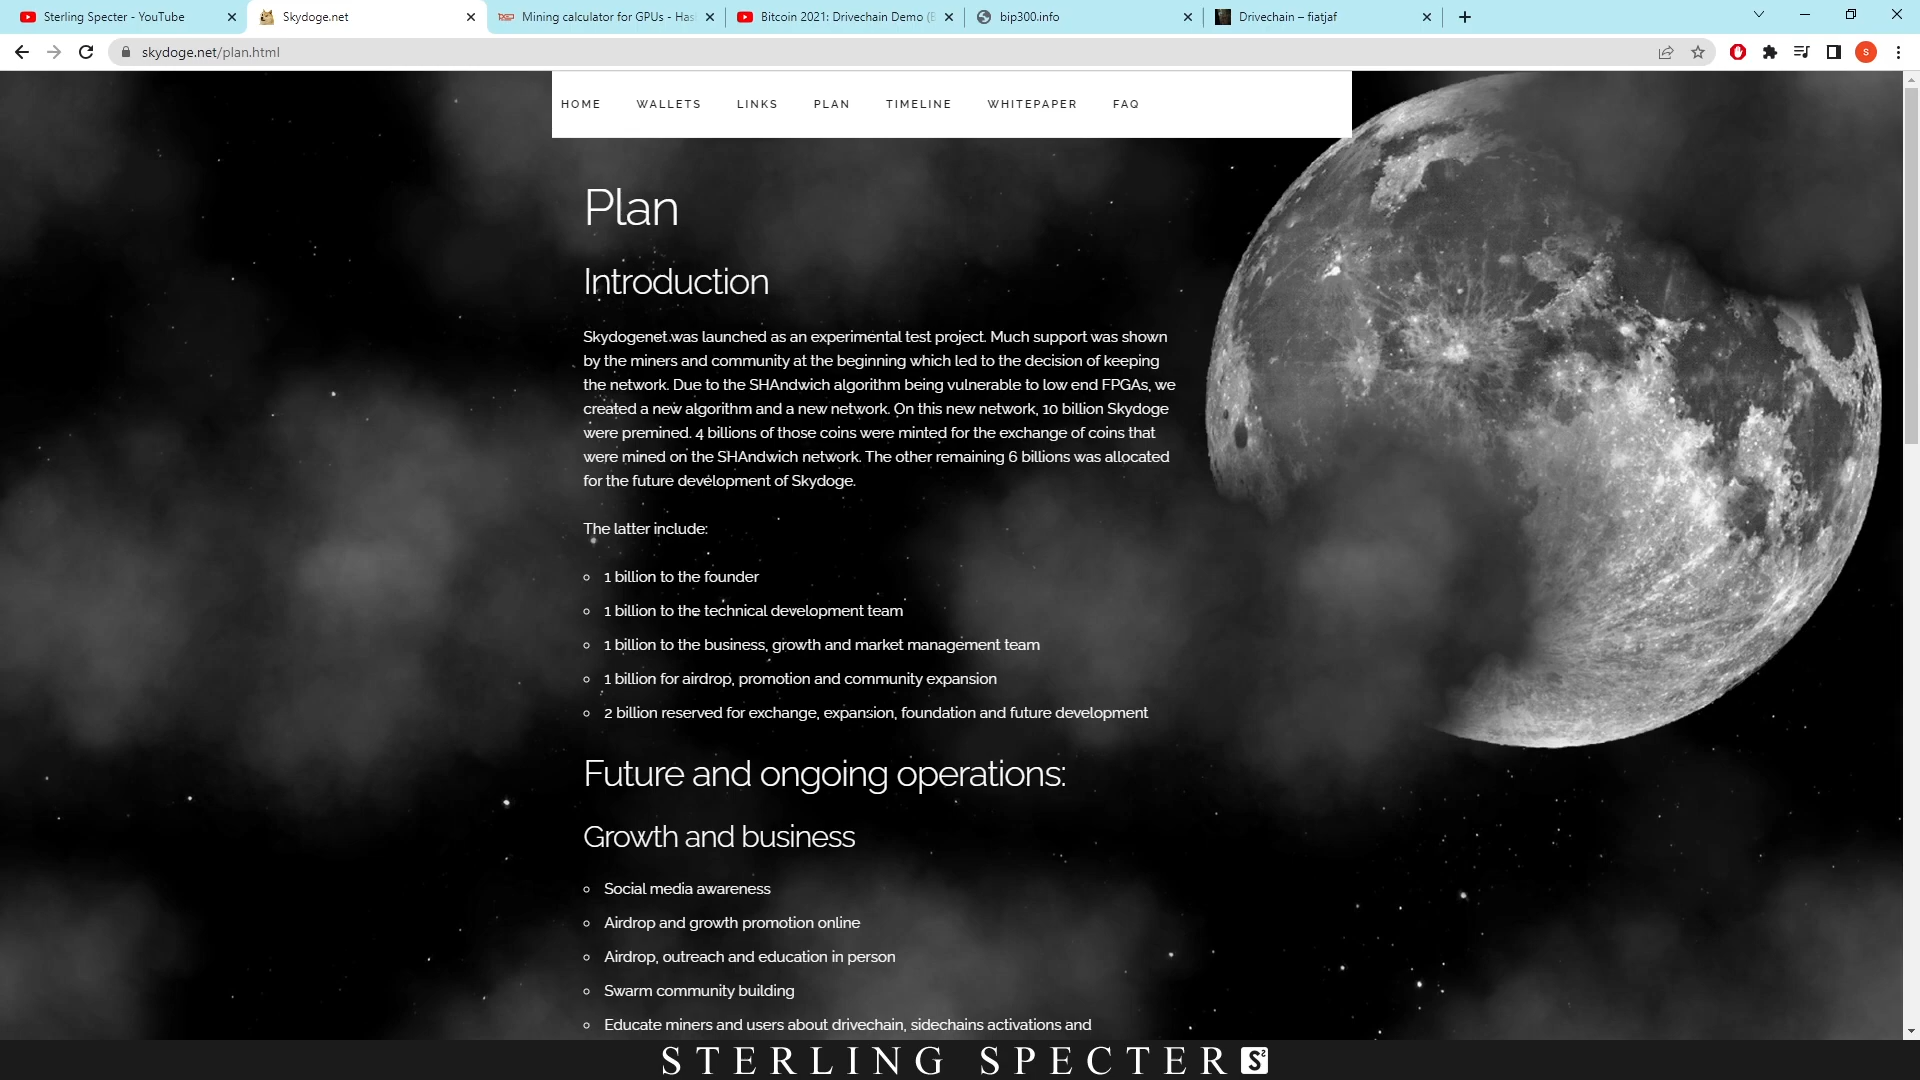 Sterling Specter - YouTube
Skydoge.net
Mining calculator for GPUs - Has
Bitcoin 2021: Drivechain Demo (B
bip300.info
Drivechain – fiatjaf
skydoge.net/plan.html
S
HOME WALLETS LINKS PLAN TIMELINE WHITEPAPER FAQ
Plan
Introduction
Skydogenet was launched as an experimental test project. Much support was shown
by the miners and community at the beginning which led to the decision of keeping
the network. Due to the SHAndwich algorithm being vulnerable to low end FPGAs, we
created a new algorithm and a new network. On this new network, 10 billion Skydoge
were premined. 4 billions of those coins were minted for the exchange of coins that
were mined on the SHAndwich network. The other remaining 6 billions was allocated
for the future development of Skydoge.
The latter include:
1 billion to the founder
1 billion to the technical development team
1 billion to the business, growth and market management team
1 billion for airdrop, promotion and community expansion
2 billion reserved for exchange, expansion, foundation and future development
Future and ongoing operations:
Growth and business
Social media awareness
Airdrop and growth promotion online
Airdrop, outreach and education in person
Swarm community building
Educate miners and users about drivechain, sidechains activations and
STERLING SPECTER S²